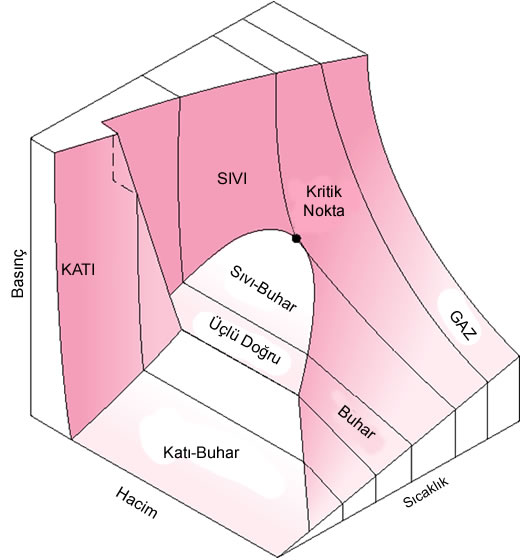 SIVI
Kritik
Nokta
KATI
Basınç
Sıvı-Buhar
GAZ
Üçlü Doğru
Buhar
Katı-Buhar
Hacim
Sıcaklık